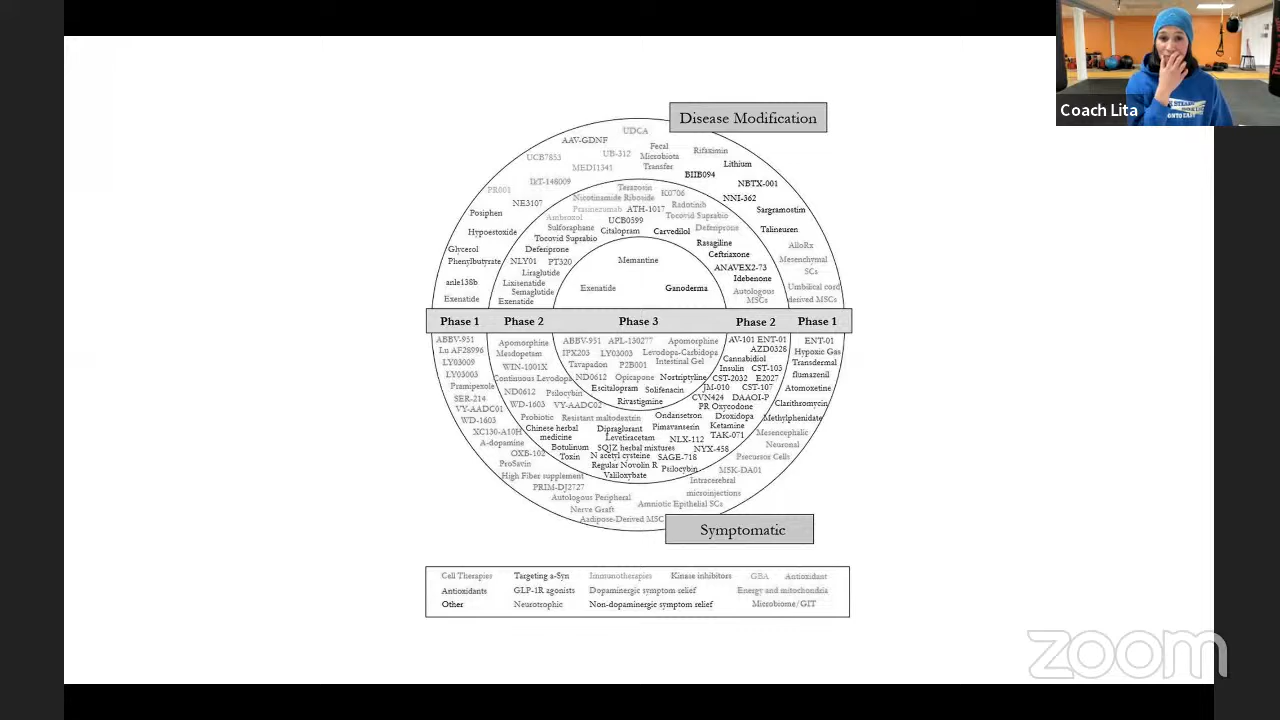 Coach Lita
Disease Modification
UDCA
AAV-GDNF
UB-312
Fecal
Microbiota
Transfer
Rifaximin
UCB7853
MEDI1341
Lithium
BIIB094
IkT-148009
NBTX-001
PR001
Terazosin
K0706
Nicotinamide Riboside
NNI-362
NE3107
Prasinezumab
ATH-1017
Radotinib
Sargramostim
Posiphen
Ambroxol
UCB0599
Tocovid Suprabio
Sulforaphane
Citalopram
Carvedilol
Deferiprone
Talineuren
Hypoestoxide
Tocovid Suprabio
Rasagiline
AlloRx
Glycerol
Phenylbutyrate
Deferiprone
Ceftriaxone
NLY01
PT320
Memantine
ANAVEX2-73
Mesenchymal
SCs
Liraglutide
Idebenone
anle138b
Lixisenatide
Semaglutide
Exenatide
Ganoderma
Autologous
MSCs
Umbilical cord
derived MSCs
Exenatide
Exenatide
Phase 1
Phase 2
Phase 3
Phase 2
Phase 1
ABBV-951
Apomorphine
ABBV-951
APL-130277
Apomorphine
AV-101
ENT-01
ENT-01
Lu AF28996
Mesdopetam
IPX203
LY03003
Levodopa-Carbidopa
Intestinal Gel
AZD0328
Hypoxic Gas
LY03009
WIN-1001X
Tavapadon
P2B001
Cannabidiol
Transdermal
flumazenil
LY03003
Continuous Levodopa
ND0612
Opicapone
Nortriptyline
Insulin
CST-103
CST-2032
E2027
Pramipexole
ND0612
Psilocybin
Escitalopram
Solifenacin
JM-010
CST-107
Atomoxetine
SER-214
WD-1603
VY-AADC02
Rivastigmine
CVN424
DAAOI-P
Clarithromycin
VY-AADC01
PR Oxycodone
WD-1603
Probiotic
Resistant maltodextrin
Ondansetron
Droxidopa
Methylphenidate
XC130-A10H
Chinese herbal
medicine
Dipraglurant
Pimavanserin
Ketamine
Mesencephalic
Neuronal
Precursor Cells
A-dopamine
Levetiracetam
NLX-112
TAK-071
OXB-102
Botulinum
Toxin
SQJZ herbal mixtures
NYX-458
ProSavin
N acetyl cysteine
SAGE-718
High Fiber supplement
Regular Novolin R
Psilocybin
MSK-DA01
PRIM-DJ2727
Valiloxybate
Intracerebral
microinjections
Autologous Peripheral
Nerve Graft
Amniotic Epithelial SCs
Aadipose-Derived MSC
Symptomatic
Cell Therapies
Targeting a-Syn
Immunotherapies
Kinase inhibitors
GBA
Antioxidant
Antioxidants
GLP-1R agonists
Dopaminergic symptom relief
Energy and mitochondria
Other
Neurotrophic
Non-dopaminergic symptom relief
Microbiome/GIT
zoom